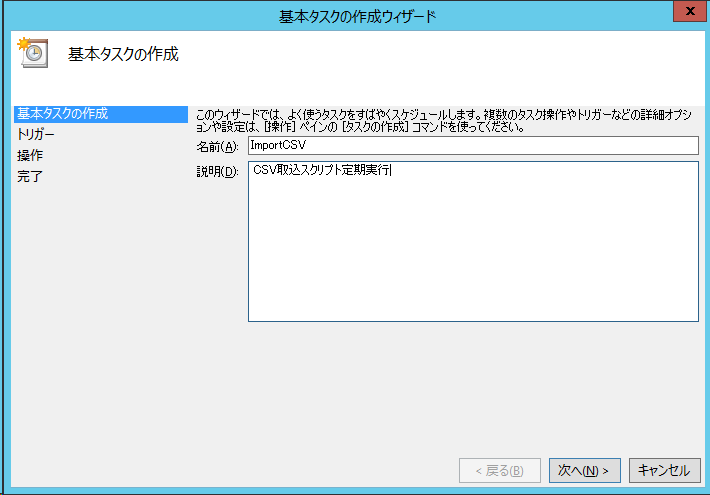 基本タスクの作成ウィザード
x
基本タスクの作成
基本タスクの作成
トリガー
操作
完了
このウィザードでは、よく使うタスクをすばやくスケジュールします。複数のタスク操作やトリガーなどの詳細オプシ
ョンや設定は、[操作] ペインの [タスクの作成] コマンドを使ってください。
名前(A): ImportCSV
説明(D): CSV取込スクリプト定期実行
< 戻る(B) 次へ(N) > キャンセル